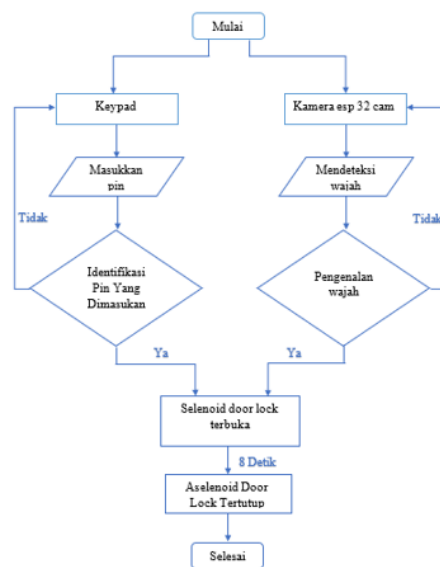 Mulai
Keypad
Kamera esp 32 cam
Masukkan
pin
Mendeteksi
wajah
Tidak
Tidak
Identifikasi
Pin Yang
Dimasukan
Pengenalan
wajah
Ya
Ya
Selenoid door lock
terbuka
8 Detik
Aselenoid Door
Lock Tertutup
Selesai